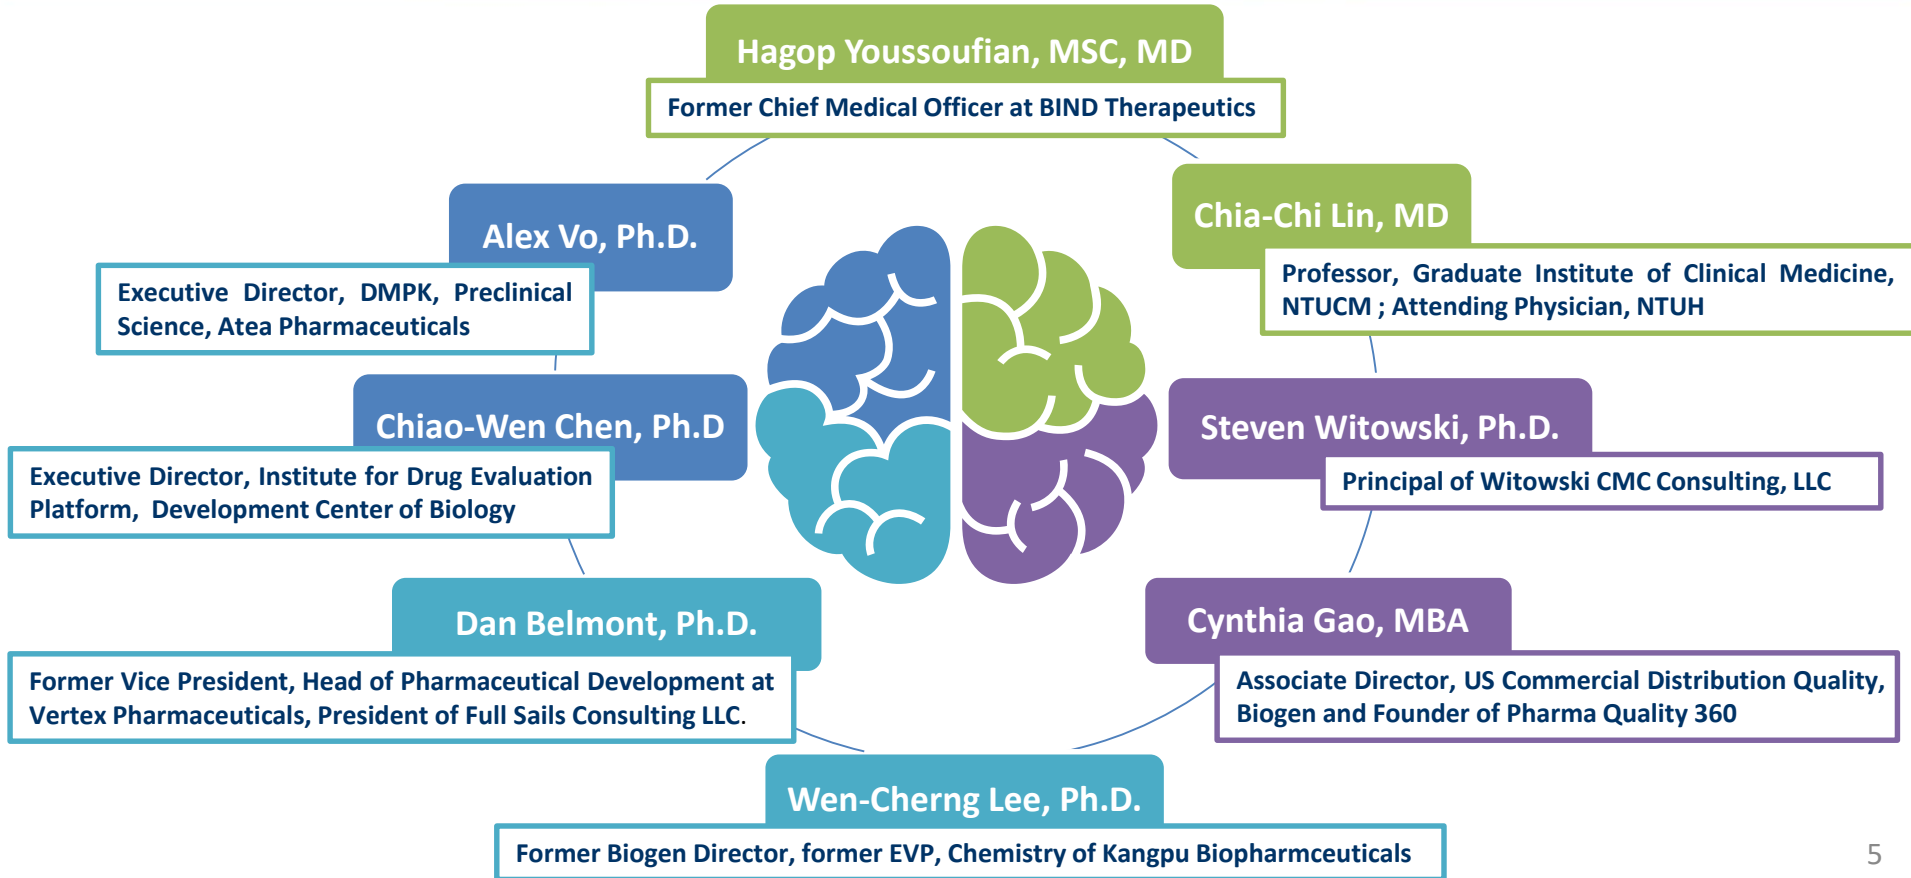 Hagop Youssoufian, MSC, MD
Former Chief Medical Officer at BIND Therapeutics
Alex Vo, Ph.D.
Executive Director, DMPK, Preclinical
Science, Atea Pharmaceuticals
Chia-Chi Lin, MD
Professor, Graduate Institute of Clinical Medicine,
NTUCM ; Attending Physician, NTUH
Chiao-Wen Chen, Ph.D
Executive Director, Institute for Drug Evaluation
Platform, Development Center of Biology
Steven Witowski, Ph.D.
Principal of Witowski CMC Consulting, LLC
Dan Belmont, Ph.D.
Former Vice President, Head of Pharmaceutical Development at
Vertex Pharmaceuticals, President of Full Sails Consulting LLC.
Cynthia Gao, MBA
Associate Director, US Commercial Distribution Quality,
Biogen and Founder of Pharma Quality 360
Wen-Cherng Lee, Ph.D.
Former Biogen Director, former EVP, Chemistry of Kangpu Biopharmceuticals
5